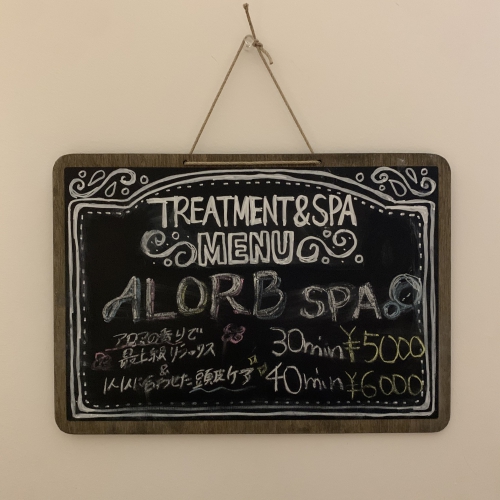 TREATMENT&SPA
MENU
ALORB SPA
アロマの香りで
最上級リラックス
&
1人1人に合わせた頭皮ケア
30min ¥5000
40min ¥6000